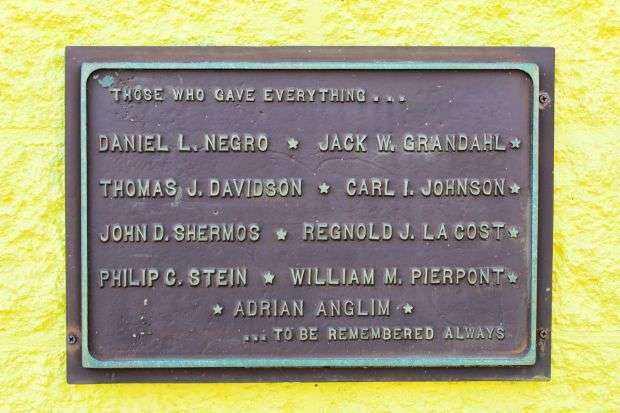 THOSE WHO GAVE EVERYTHING...
DANIEL L. NEGRO ★ JACK W. GRANDAHL ★
THOMAS J. DAVIDSON ★ CARL I. JOHNSON ★
JOHN D. SHERMOS ★ REGNOLD J. LA COST ★
PHILIP C. STEIN ★ WILLIAM M. PIERPONT ★
★ ADRIAN ANGLIM ★
...TO BE REMEMBERED ALWAYS